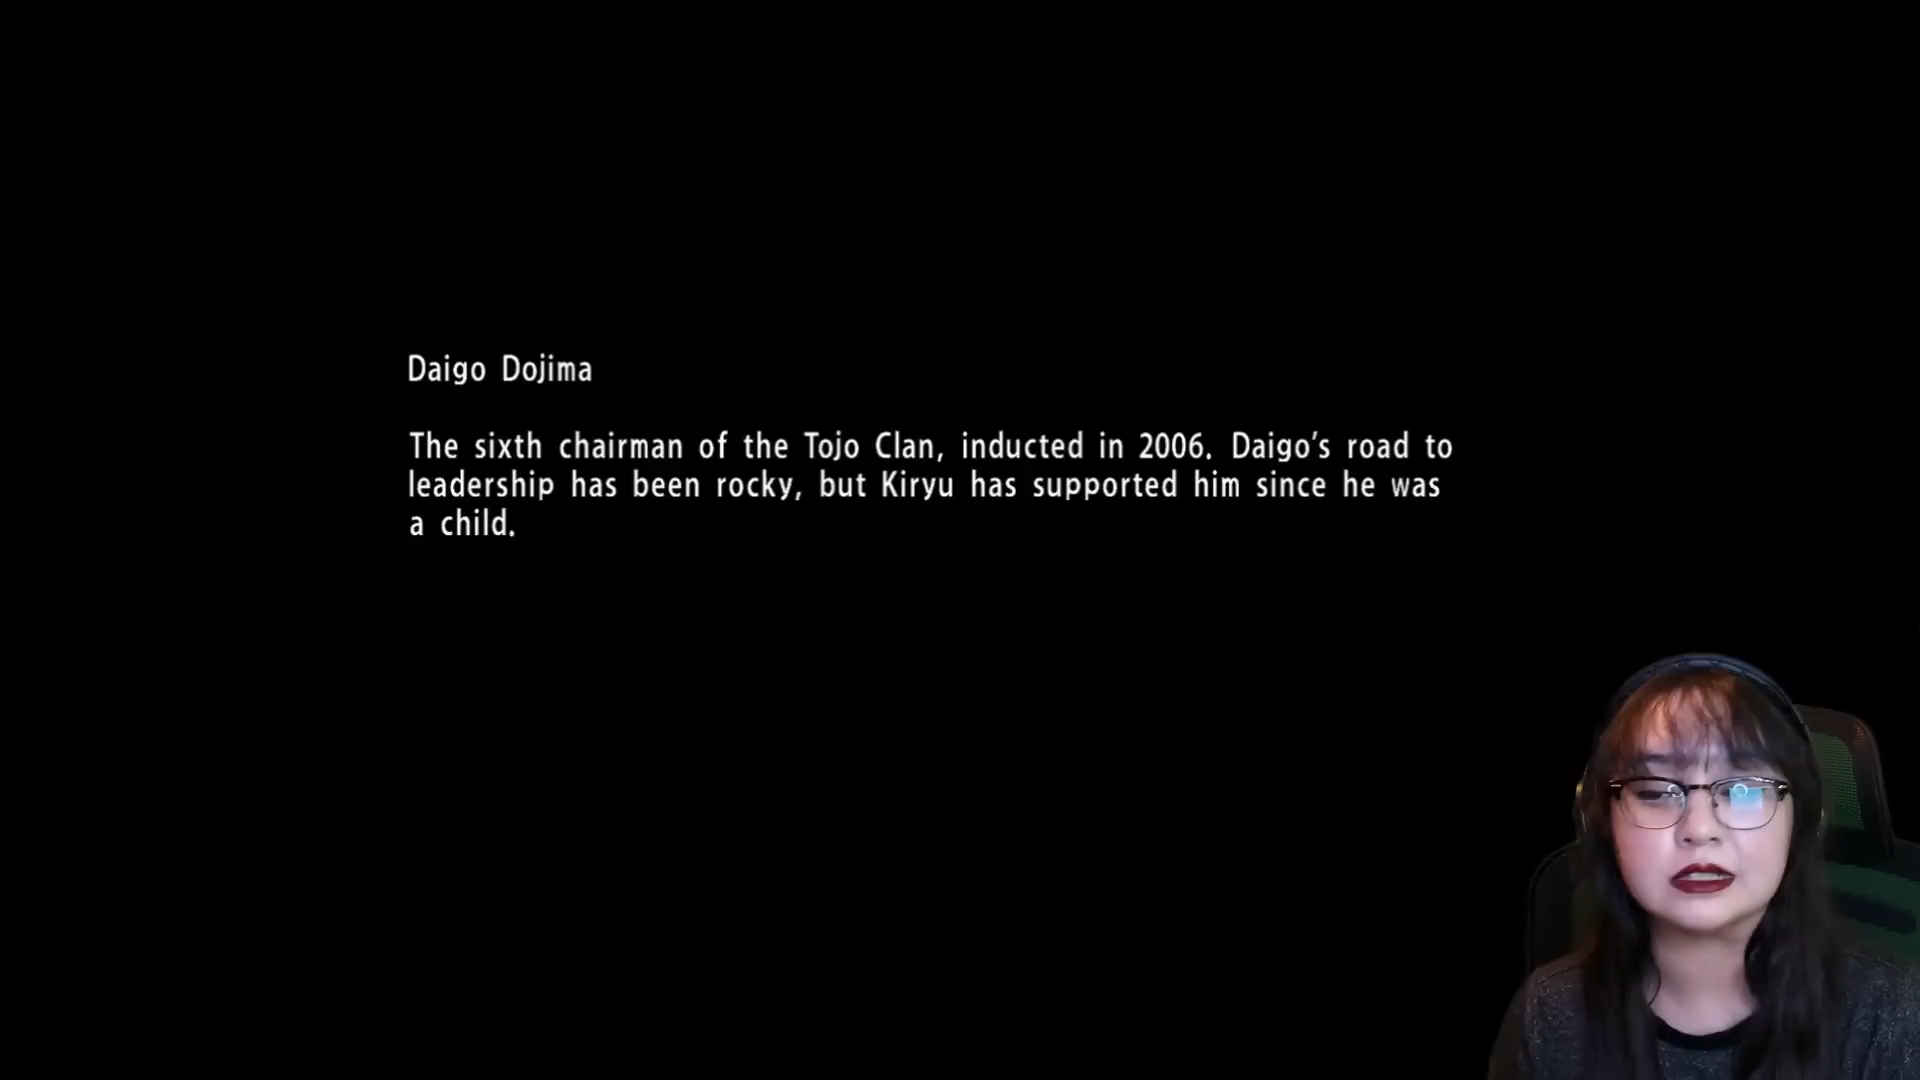 Daigo Dojima
The sixth chairman of the Tojo Clan, inducted in 2006. Daigo's road to
leadership has been rocky, but Kiryu has supported him since he was
a child.